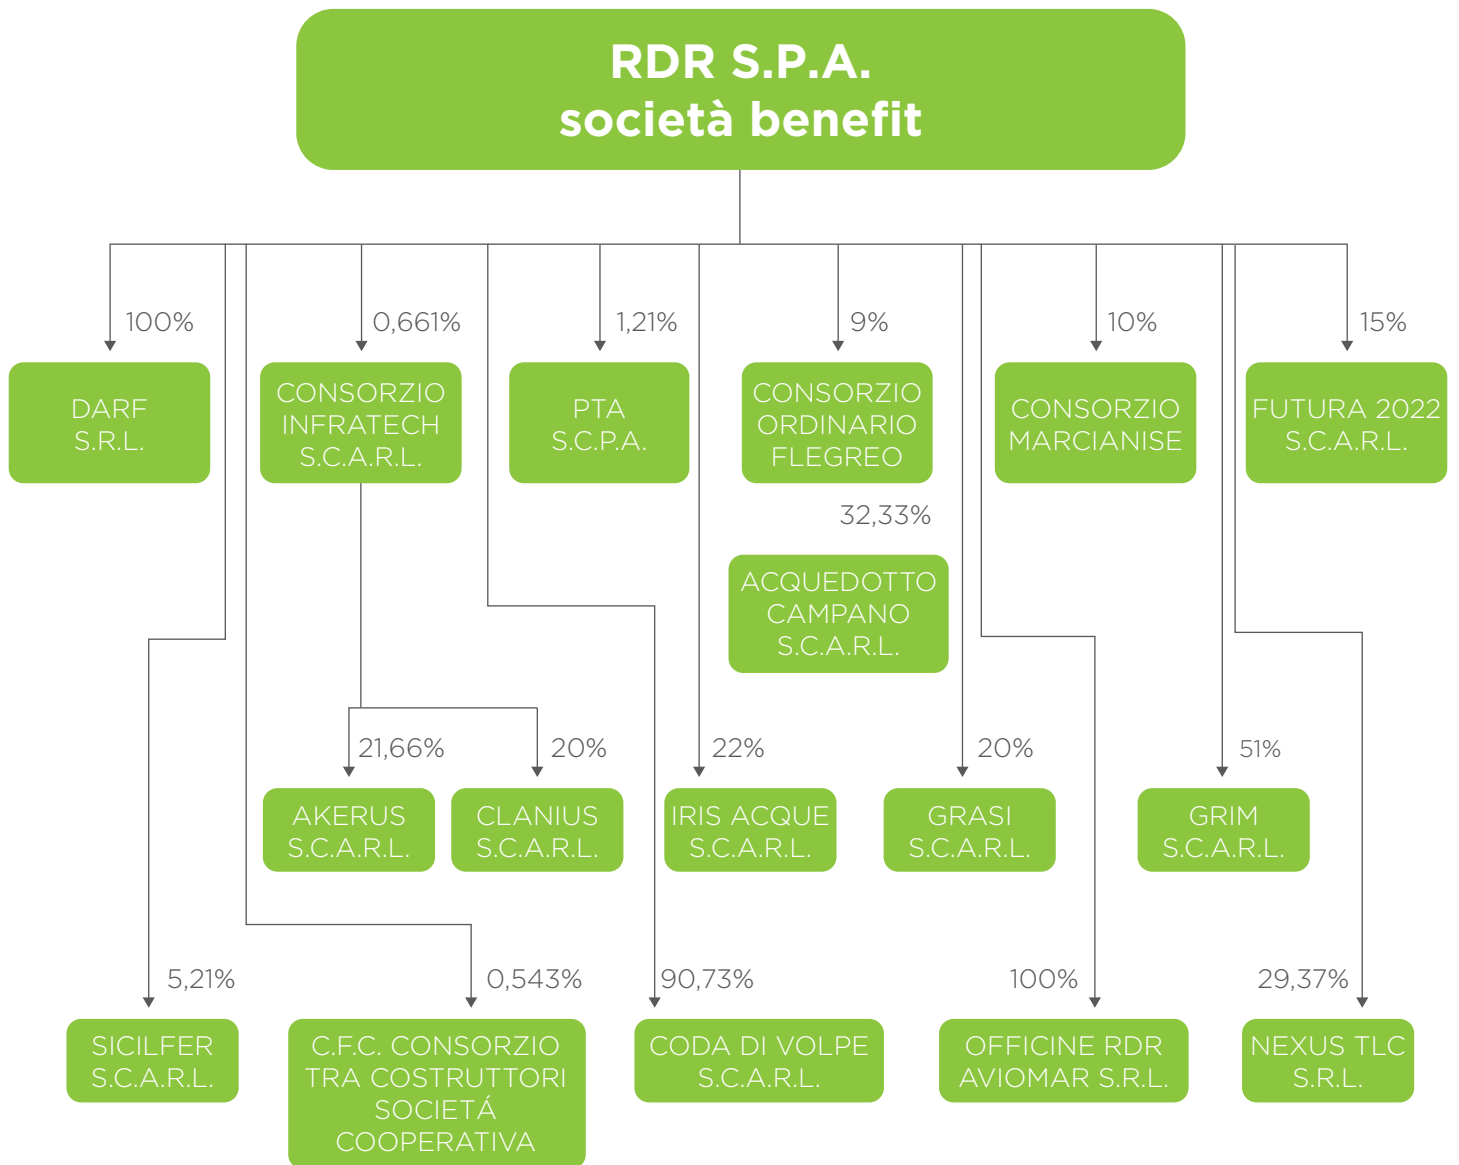 RDR S.P.A.
società benefit
100%
0,661%
1,21%
9%
10%
15%
DARF
S.R.L.
CONSORZIO
INFRATECH
S.C.A.R.L.
PTA
S.C.P.A.
CONSORZIO
ORDINARIO
FLEGREO
CONSORZIO
MARCIANISE
FUTURA 2022
S.C.A.R.L.
32,33%
ACQUEDOTTO
CAMPANO
S.C.A.R.L.
21,66%
20%
22%
20%
51%
AKERUS
S.C.A.R.L.
CLANIUS
S.C.A.R.L.
IRIS ACQUE
S.C.A.R.L.
GRASI
S.C.A.R.L.
GRIM
S.C.A.R.L.
5,21%
0,543%
90,73%
100%
29,37%
SICILFER
S.C.A.R.L.
C.F.C. CONSORZIO
TRA COSTRUTTORI
SOCIETÁ
COOPERATIVA
CODA DI VOLPE
S.C.A.R.L.
OFFICINE RDR
AVIOMAR S.R.L.
NEXUS TLC
S.R.L.